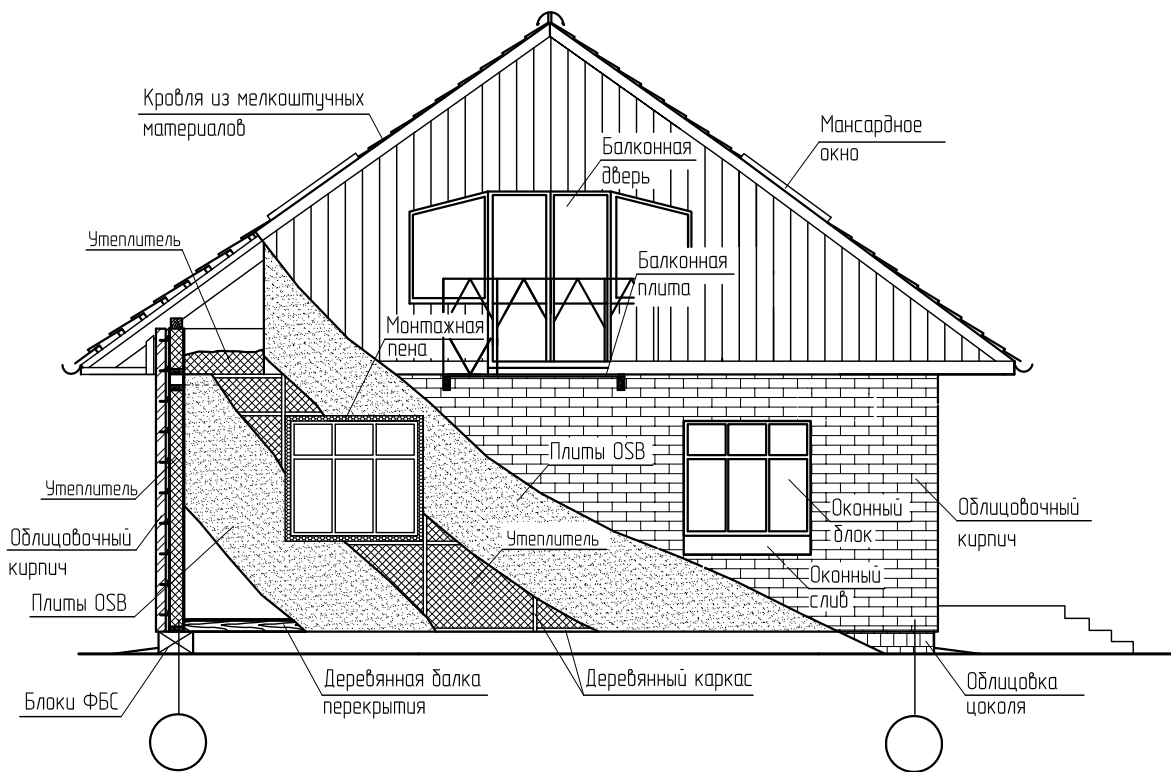 Кровля из мелкоштучных
материалов
Мансардное
окно
Балконная
дверь
Утеплитель
Балконная
плита
Монтажная
пена
Плиты OSB
Утеплитель
Оконный
блок
Облицовочный
кирпич
Облицовочный
кирпич
Утеплитель
Оконный
слив
Плиты OSB
Деревянная балка
перекрытия
Деревянный каркас
Облицовка
цоколя
Блоки ФБС